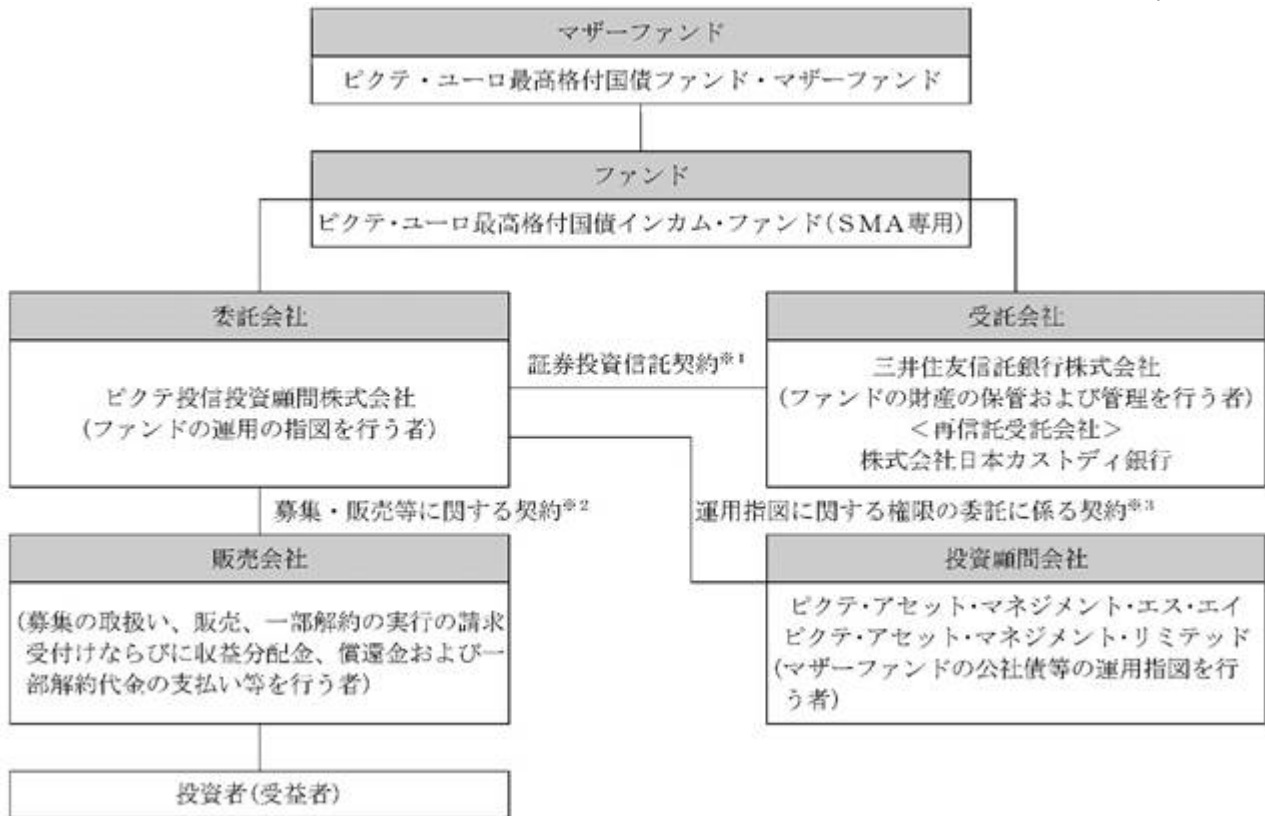 マザーファンド
ピクテ・ユーロ最高格付国債ファンド・マザーファンド
ファンド
ピクテ・ユーロ最高格付国債インカム・ファンド(SMA専用)
委託会社
ピクテ投信投資顧問株式会社
(ファンドの運用の指図を行う者)
証券投資信託契約※1
受託会社
三井住友信託銀行株式会社
(ファンドの財産の保管および管理を行う者)
<再信託受託会社>
株式会社日本カストディ銀行
募集・販売等に関する契約※2
運用指図に関する権限の委託に係る契約※3
販売会社
(募集の取扱い、販売、一部解約の実行の請求
受付けならびに収益分配金、償還金および一
部解約代金の支払い等を行う者)
投資顧問会社
ピクテ・アセット・マネジメント・エス・エイ
ピクテ・アセット・マネジメント・リミテッド
(マザーファンドの公社債等の運用指図を行
う者)
投資者(受益者)